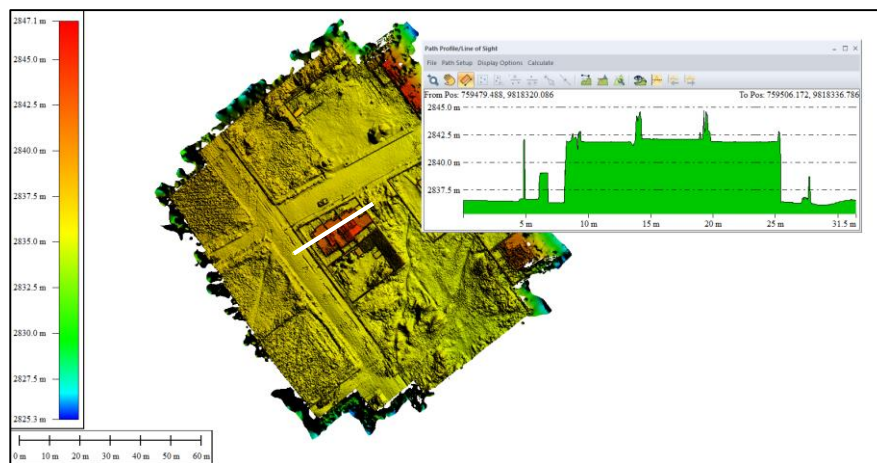 2847.1 m
2845.0 m
2842.5 m
2840.0 m
2837.5 m
2835.0 m
2832.5 m
2830.0 m
2827.5 m
2825.3 m
0 m 10 m 20 m 30 m 40 m 50 m 60 m
Path Profile/Line of Sight
File Path Setup Display Options Calculate
From Pos: 759479.488, 9818320.086 To Pos: 759506.172, 9818336.786
2845.0 m
2842.5 m
2840.0 m
2837.5 m
5 m 10 m 15 m 20 m 25 m 31.5 m